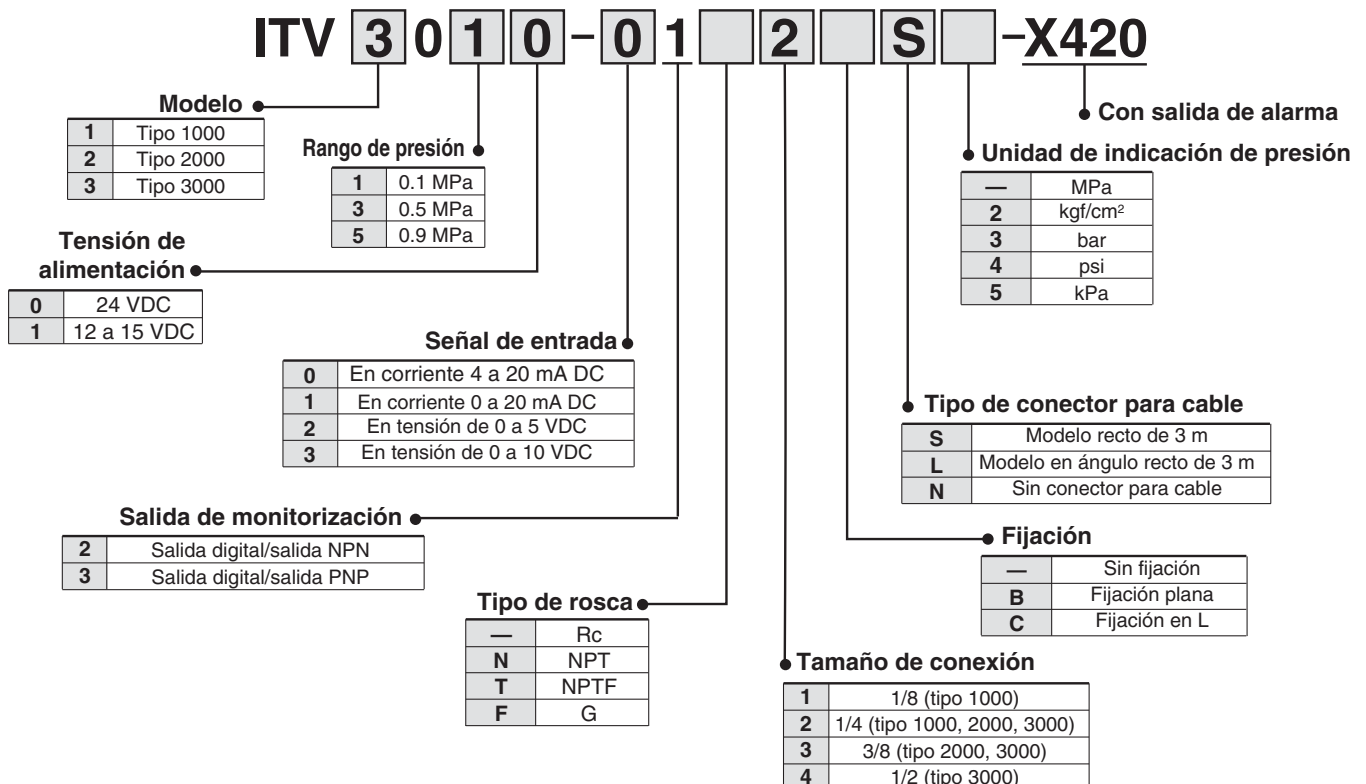 ITV 3 0 1 0 - 0 1 2 S -X420
Modelo
1 Tipo 1000
2 Tipo 2000
3 Tipo 3000
Rango de presión
1 0.1 MPa
3 0.5 MPa
5 0.9 MPa
Tensión de
alimentación
0 24 VDC
1 12 a 15 VDC
Señal de entrada
0 En corriente 4 a 20 mA DC
1 En corriente 0 a 20 mA DC
2 En tensión de 0 a 5 VDC
3 En tensión de 0 a 10 VDC
Salida de monitorización
2 Salida digital/salida NPN
3 Salida digital/salida PNP
Tipo de rosca
— Rc
N NPT
T NPTF
F G
Con salida de alarma
Unidad de indicación de presión
— MPa
2 kgf/cm²
3 bar
4 psi
5 kPa
Tipo de conector para cable
S Modelo recto de 3 m
L Modelo en ángulo recto de 3 m
N Sin conector para cable
Fijación
— Sin fijación
B Fijación plana
C Fijación en L
Tamaño de conexión
1 1/8 (tipo 1000)
2 1/4 (tipo 1000, 2000, 3000)
3 3/8 (tipo 2000, 3000)
4 1/2 (tipo 3000)